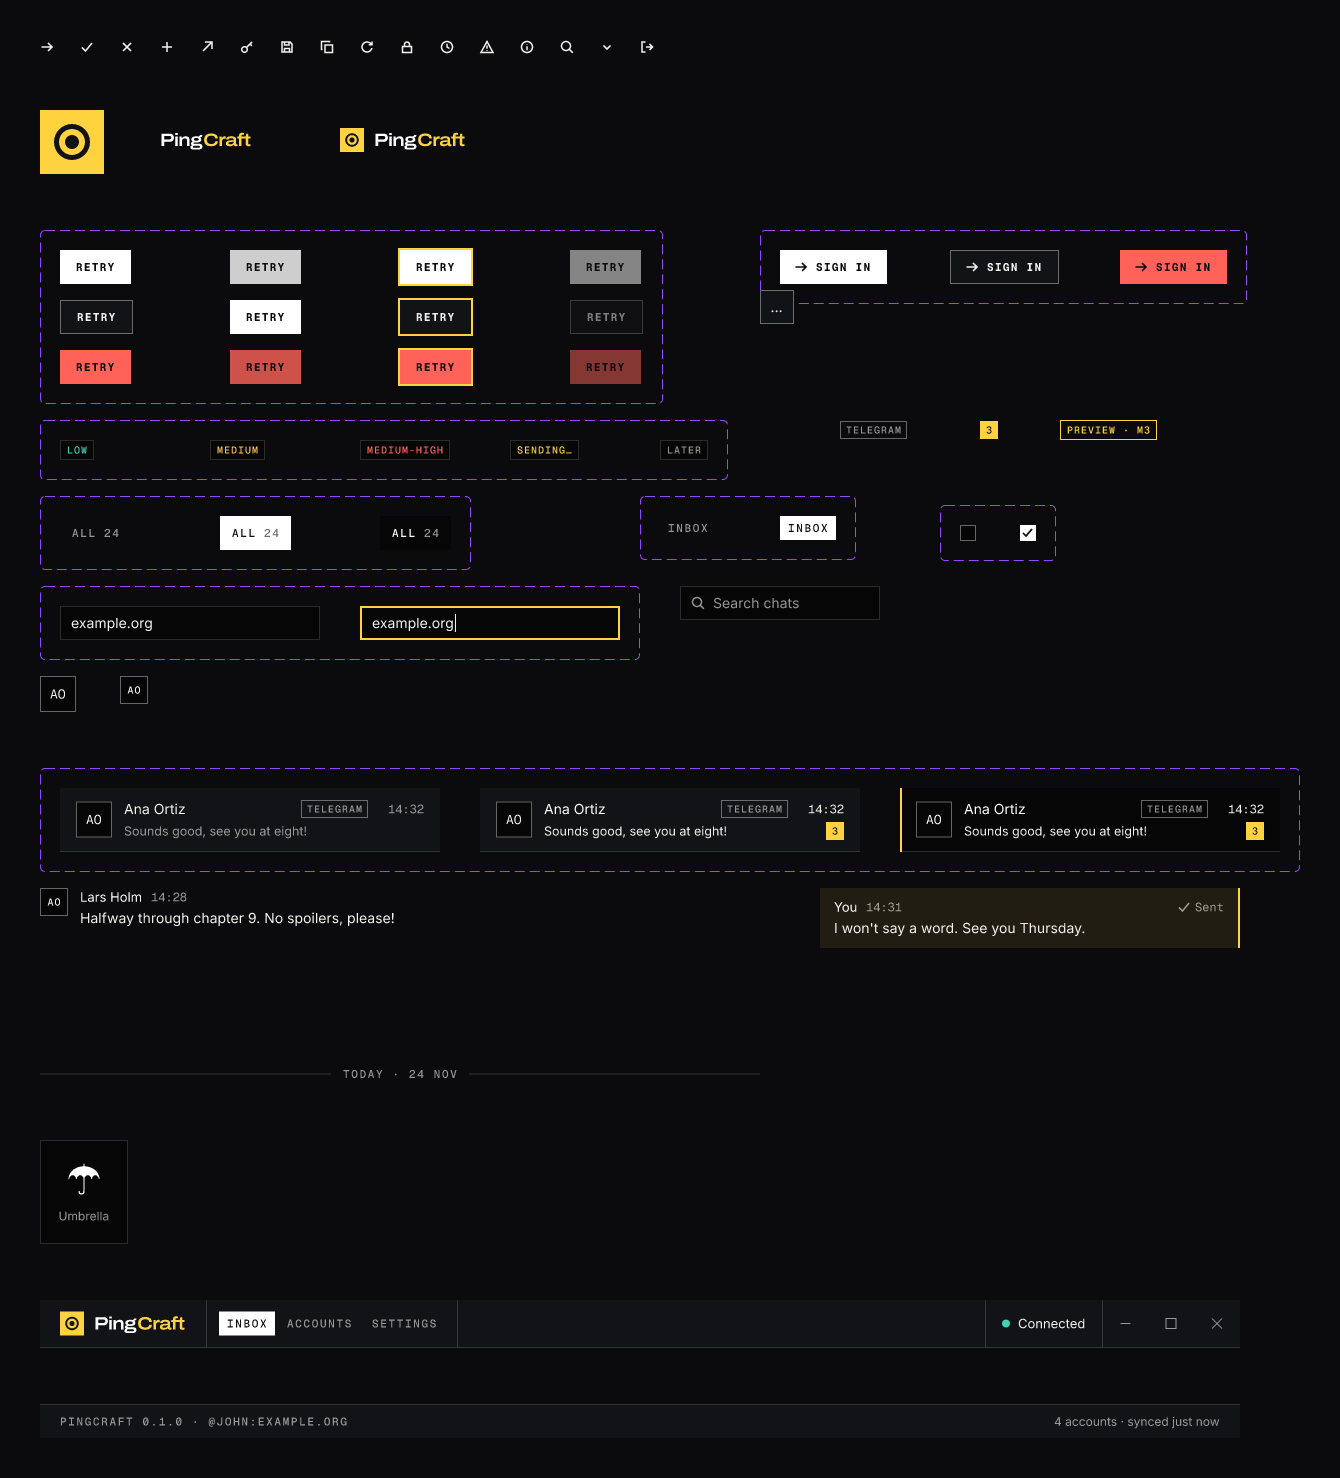 PingCraft PingCraft
RETRY RETRY RETRY RETRY → SIGN IN → SIGN IN → SIGN IN
...
RETRY RETRY RETRY RETRY
RETRY RETRY RETRY RETRY
TELEGRAM 3 PREVIEW · M3
LOW MEDIUM MEDIUM-HIGH SENDING… LATER
ALL 24 ALL 24 ALL 24 INBOX INBOX
Search chats
example.org example.org
AO AO
Ana Ortiz TELEGRAM 14:32
AO
Sounds good, see you at eight!
Ana Ortiz TELEGRAM 14:32
AO
Sounds good, see you at eight! 3
Ana Ortiz TELEGRAM 14:32
AO
Sounds good, see you at eight! 3
AO Lars Holm 14:28
Halfway through chapter 9. No spoilers, please!
You 14:31 Sent
I won't say a word. See you Thursday.
TODAY · 24 NOV
Umbrella
PingCraft INBOX ACCOUNTS SETTINGS Connected
PINGCRAFT 0.1.0 · @JOHN:EXAMPLE.ORG 4 accounts · synced just now